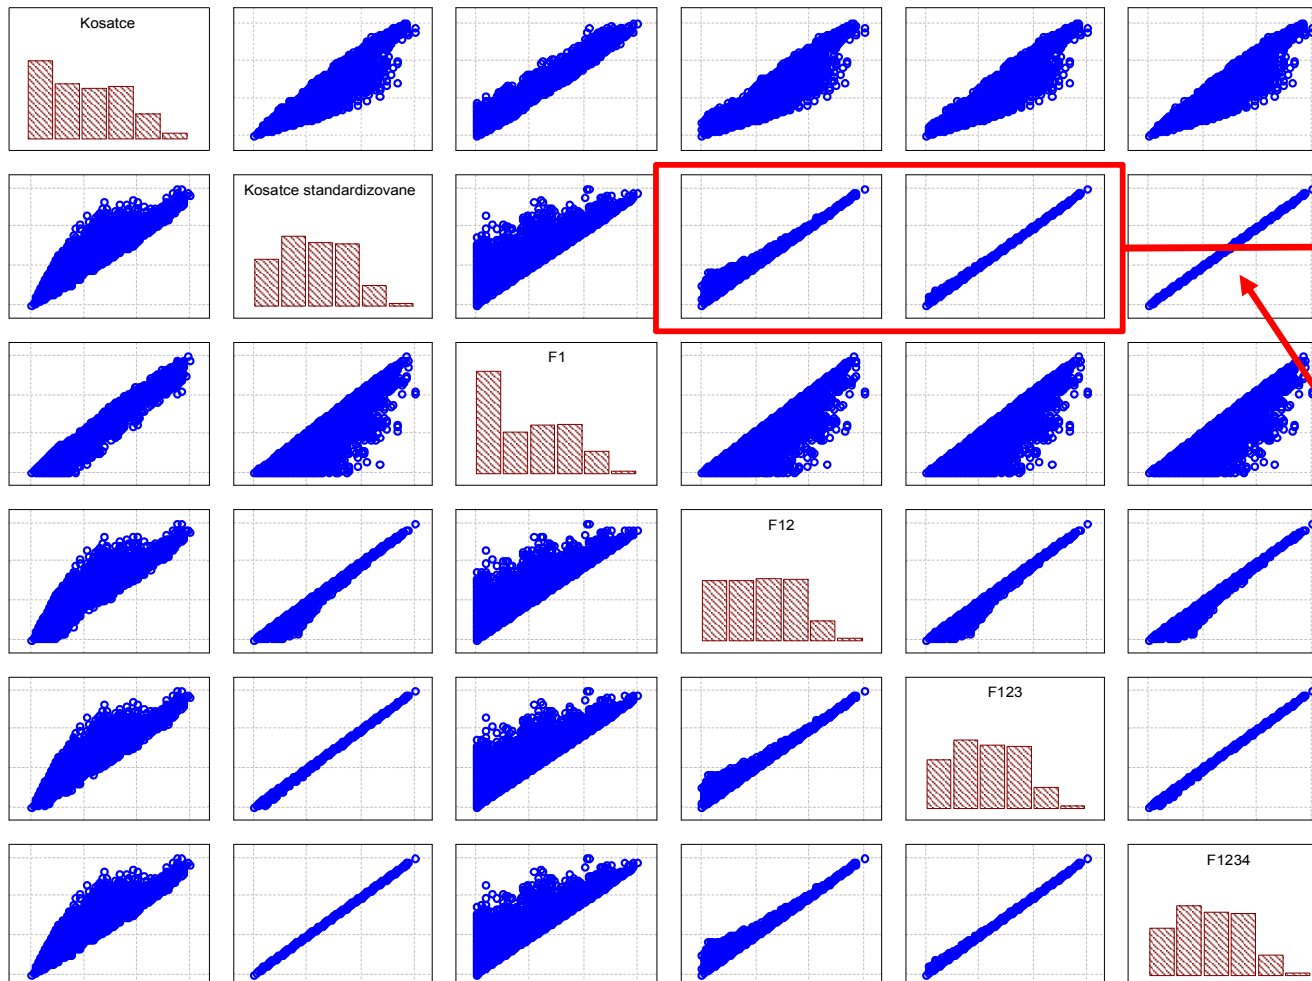 Kosatce
Kosatce standardizovane
F1
F12
F123
F1234